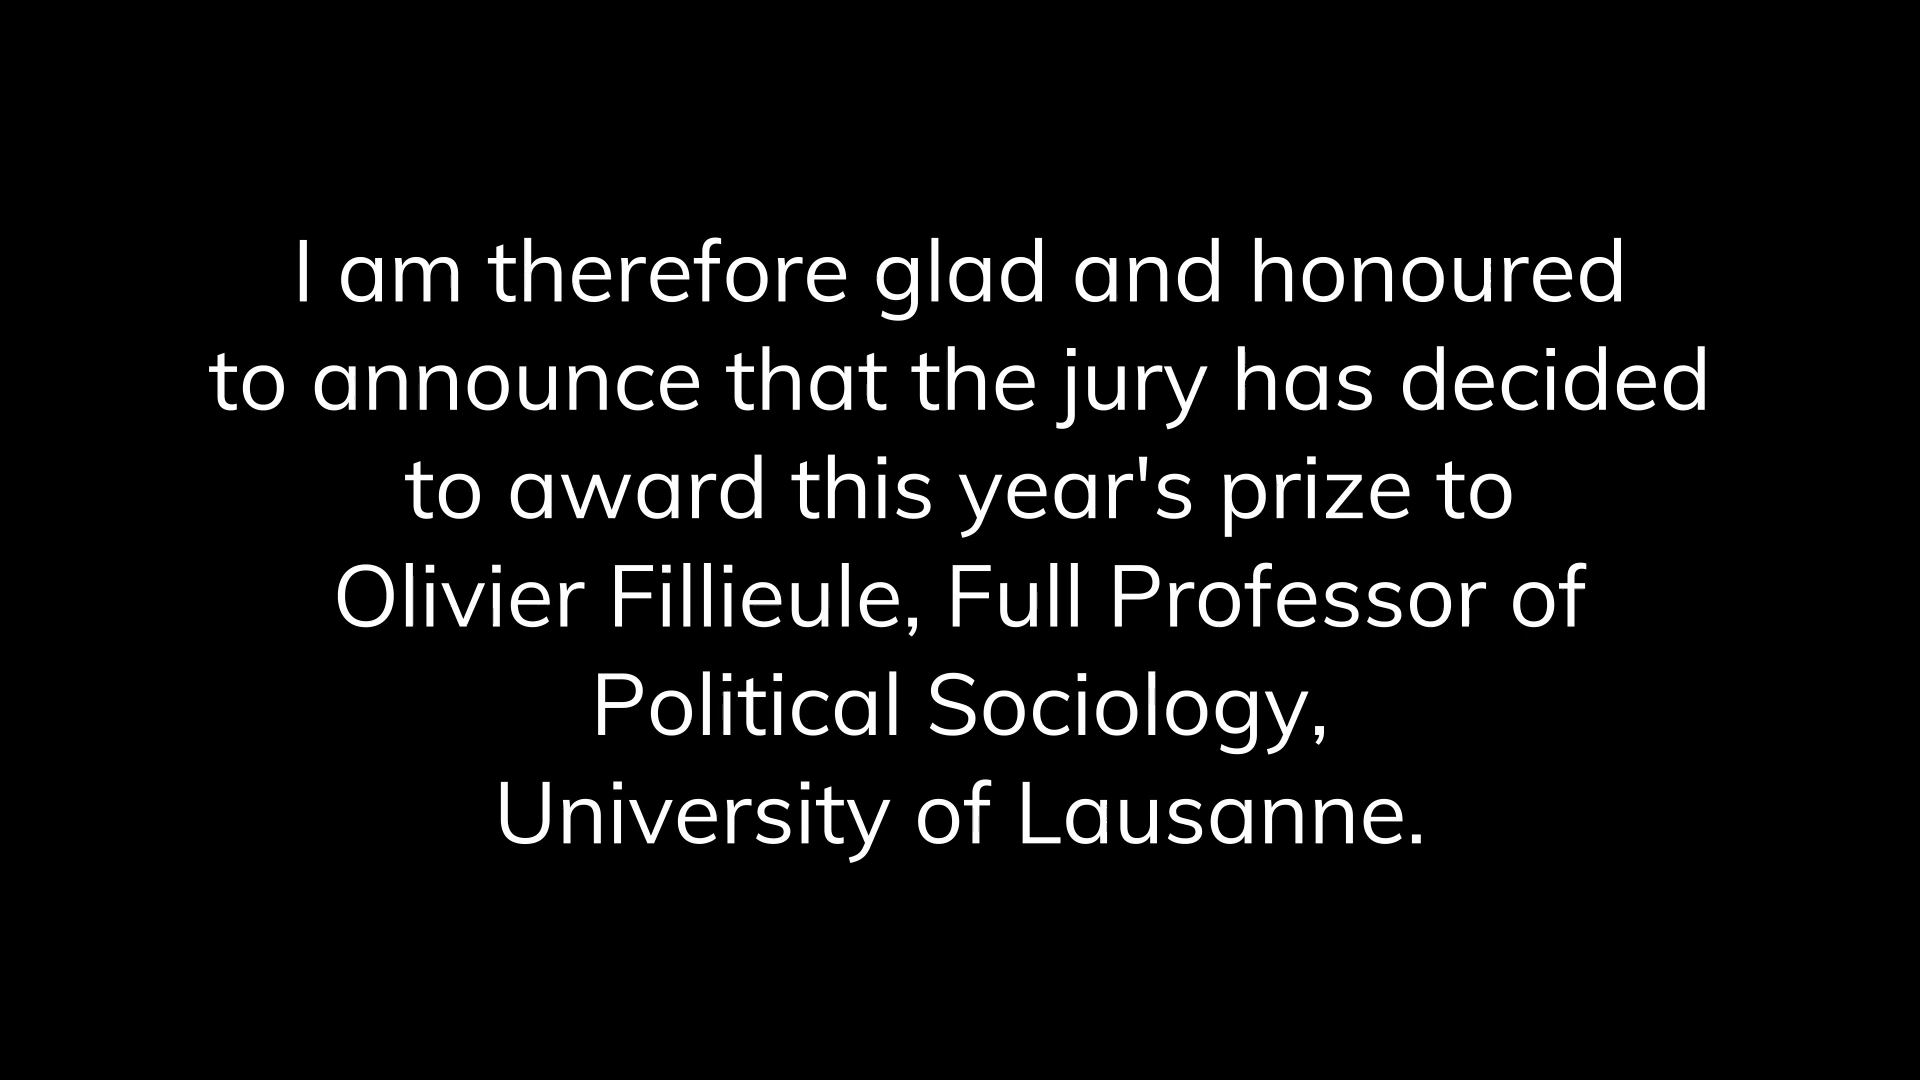 I am therefore glad and honoured
to announce that the jury has decided
to award this year's prize to
Olivier Fillieule, Full Professor of
Political Sociology,
University of Lausanne.